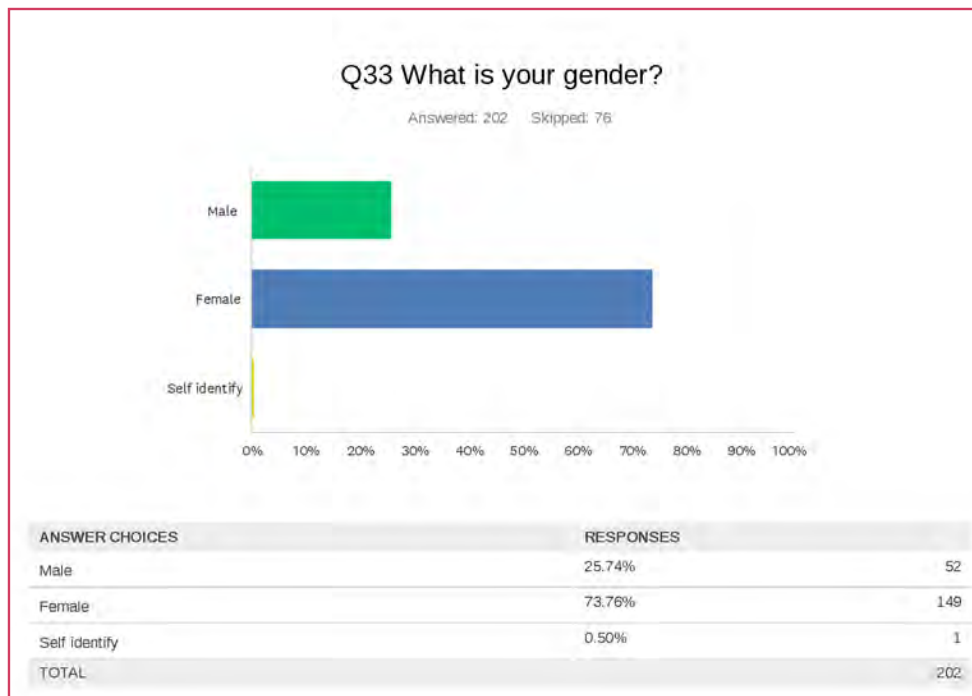 Q33 What is your gender?
Answered: 202 Skipped: 76
Male
Female
Self identify
0% 10% 20% 30% 40% 50% 60% 70% 80% 90% 100%
ANSWER CHOICES RESPONSES
Male 25.74% 52
Female 73.76% 149
Self identify 0.50% 1
TOTAL 202